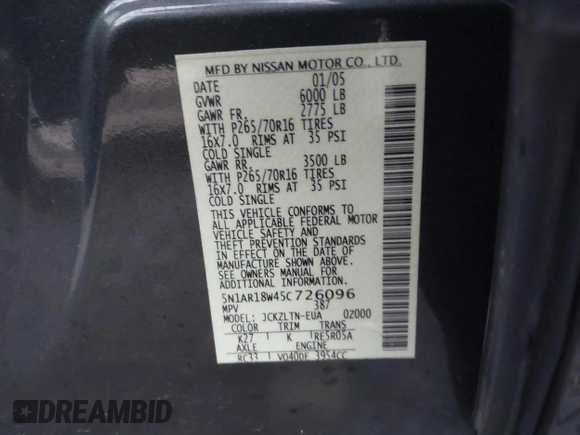 MFD BY NISSAN MOTOR CO., LTD.
DATE 01/05
GVWR 6000 LB
GAWR FR. 2775 LB
WITH P265/70R16 TIRES
16X7.0 RIMS AT 35 PSI
COLD SINGLE
GAWR RR. 3500 LB
WITH P265/70R16 TIRES
16X7.0 RIMS AT 35 PSI
COLD SINGLE
THIS VEHICLE CONFORMS TO
ALL APPLICABLE FEDERAL MOTOR
VEHICLE SAFETY AND
THEFT PREVENTION STANDARDS
IN EFFECT ON THE DATE OF
MANUFACTURE SHOWN ABOVE.
SEE OWNERS MANUAL FOR
ADDITIONAL INFORMATION.
5N1AR18W45C726096
MPV 387
MODEL: JCKZLTN-EUA 02000
COLOR TRIM TRANS
K27 K RE5R05A
AXLE ENGINE
RC33 VQ40DE 3954CC
DREAMBID